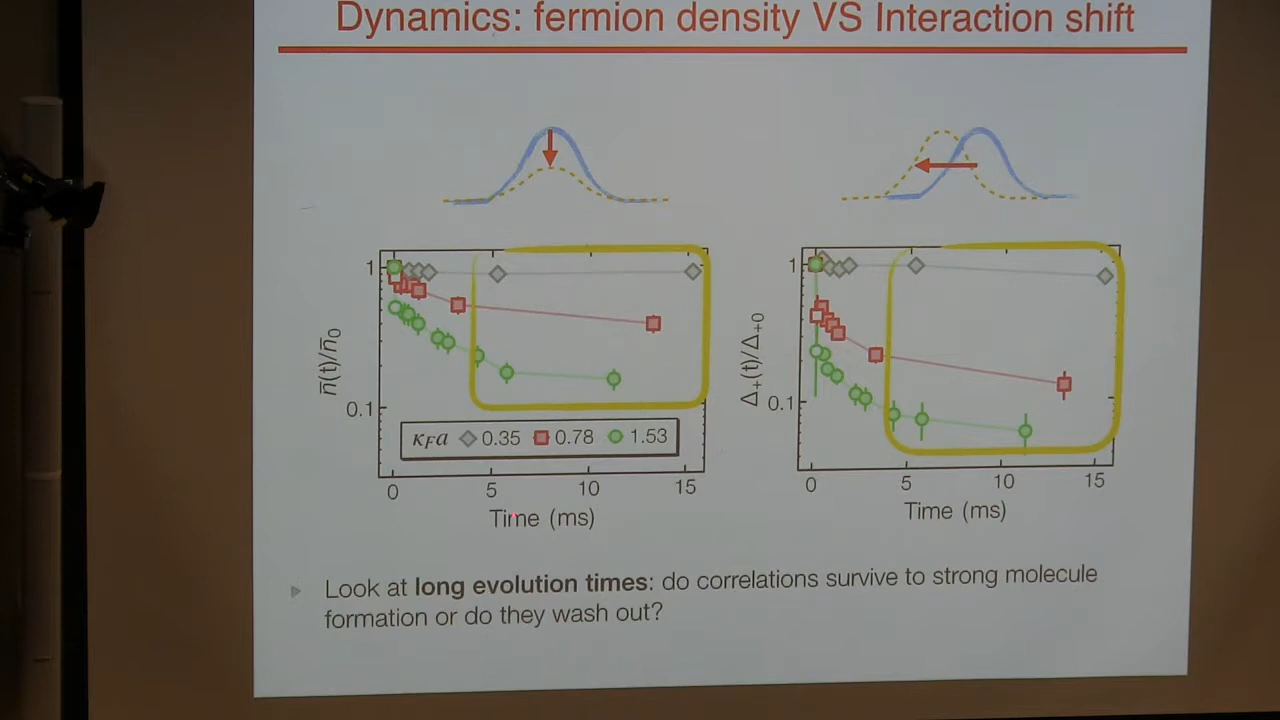 Dynamics: fermion density VS Interaction shift
n̄(t)/n̄₀
1
0.1
κFa 0.35 0.78 1.53
0 5 10 15
Time (ms)
Δ₊(t)/Δ₊₀
1
0.1
0 5 10 15
Time (ms)
Look at long evolution times: do correlations survive to strong molecule
formation or do they wash out?